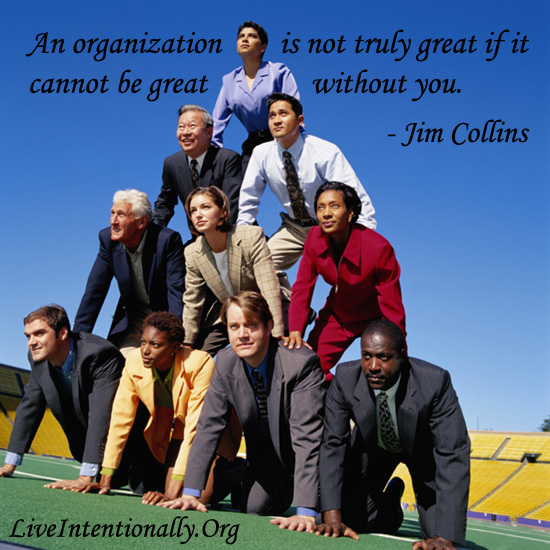 An organization is not truly great if it
cannot be great without you.
- Jim Collins
LiveIntentionally.Org